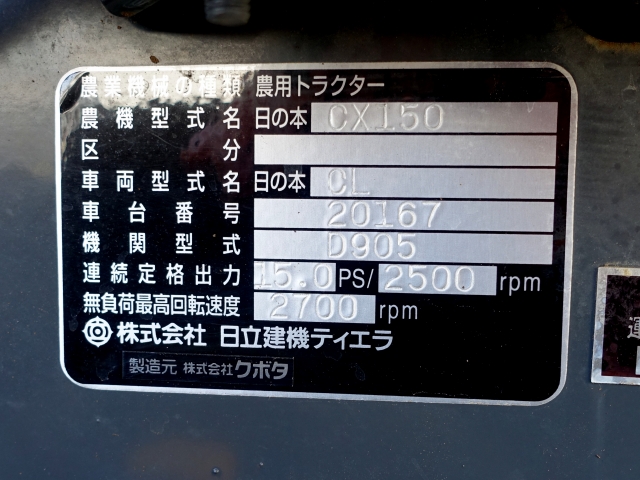 農業機械の種類 農用トラクター
農機型式名 日の本 CX150
区分
車両型式名 日の本 CL
車台番号 20167
機関型式 D905
連続定格出力 15.0 PS/ 2500 rpm
無負荷最高回転速度 2700 rpm
株式会社 日立建機ティエラ
製造元 株式会社クボタ
運